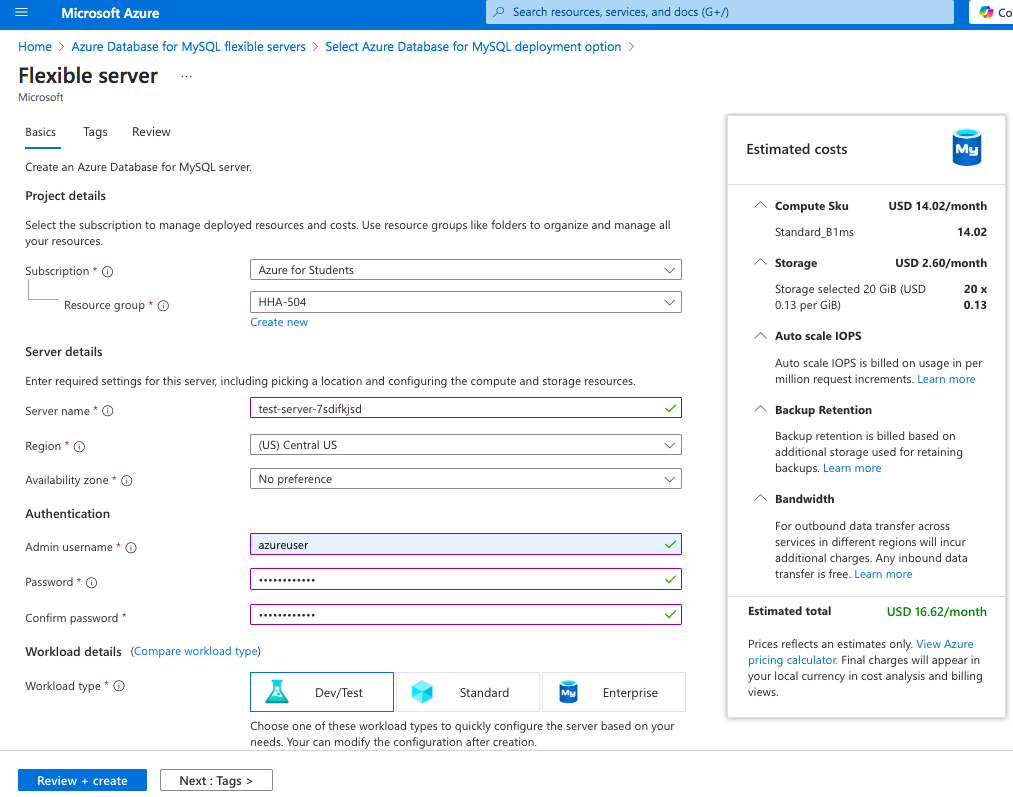 Microsoft Azure
Search resources, services, and docs (G+/)
Co
Home > Azure Database for MySQL flexible servers > Select Azure Database for MySQL deployment option >
Flexible server ...
Microsoft
Basics
Tags
Review
Create an Azure Database for MySQL server.
Project details
Select the subscription to manage deployed resources and costs. Use resource groups like folders to organize and manage all
your resources.
Subscription *
Azure for Students
Resource group *
HHA-504
Create new
Server details
Enter required settings for this server, including picking a location and configuring the compute and storage resources.
Server name *
test-server-7sdifkjsd
Region *
(US) Central US
Availability zone *
No preference
Authentication
Admin username *
azureuser
Password *
••••••••••••
Confirm password *
••••••••••••
Workload details (Compare workload type)
Workload type *
Dev/Test
Standard
My
Enterprise
Choose one of these workload types to quickly configure the server based on your
needs. Your can modify the configuration after creation.
Review + create
Next : Tags >
Estimated costs
My
Compute Sku USD 14.02/month
Standard_B1ms 14.02
Storage USD 2.60/month
Storage selected 20 GiB (USD 20 x
0.13 per GiB) 0.13
Auto scale IOPS
Auto scale IOPS is billed on usage in per
million request increments. Learn more
Backup Retention
Backup retention is billed based on
additional storage used for retaining
backups. Learn more
Bandwidth
For outbound data transfer across
services in different regions will incur
additional charges. Any inbound data
transfer is free. Learn more
Estimated total USD 16.62/month
Prices reflects an estimates only. View Azure
pricing calculator. Final charges will appear in
your local currency in cost analysis and billing
views.